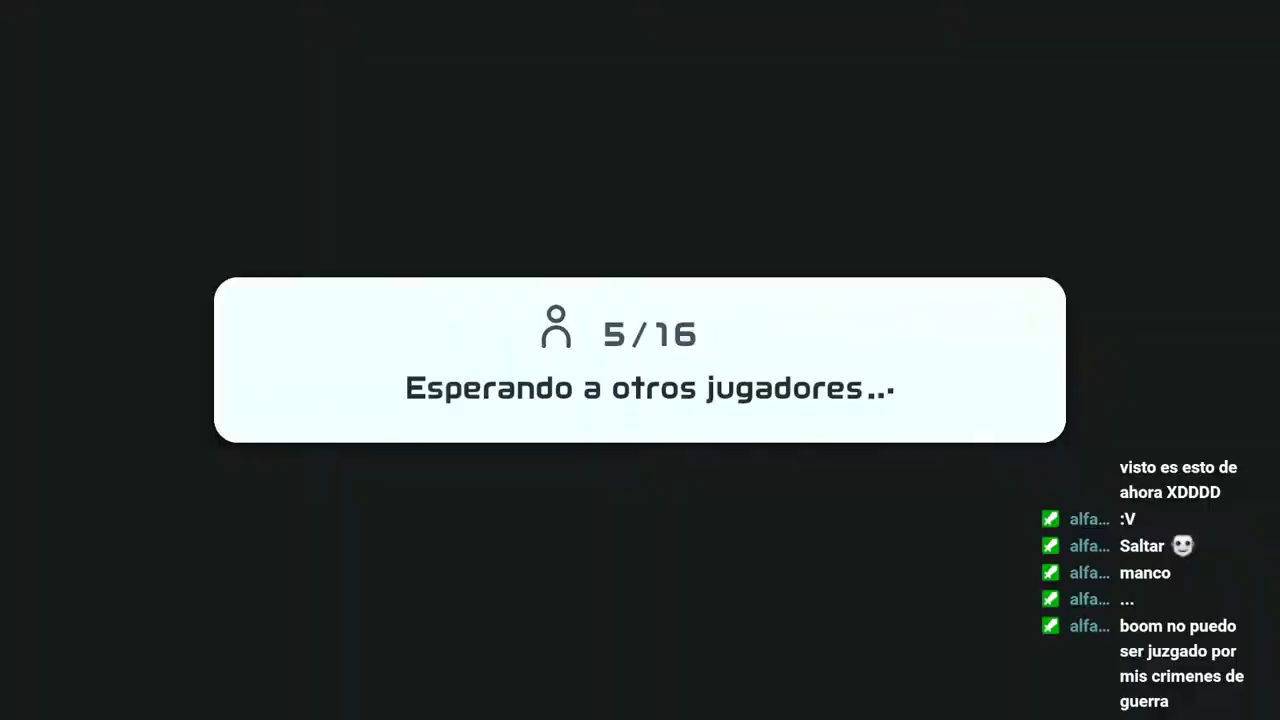 5/16
Esperando a otros jugadores...
visto es esto de
ahora XDDDD
alfa... :V
alfa... Saltar
alfa... manco
alfa... ...
alfa... boom no puedo
ser juzgado por
mis crimenes de
guerra